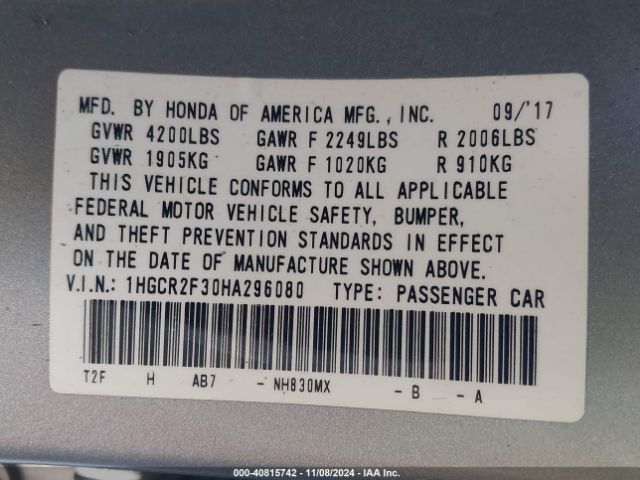 MFD. BY HONDA OF AMERICA MFG., INC. 09/'17
GVWR 4200LBS GAWR F 2249LBS R 2006LBS
GVWR 1905KG GAWR F 1020KG R 910KG
THIS VEHICLE CONFORMS TO ALL APPLICABLE
FEDERAL MOTOR VEHICLE SAFETY, BUMPER,
AND THEFT PREVENTION STANDARDS IN EFFECT
ON THE DATE OF MANUFACTURE SHOWN ABOVE.
V.I.N.: 1HGCR2F30HA296080 TYPE: PASSENGER CAR
T2F H AB7 - NH830MX - B - A
000-40815742 - 11/08/2024 - IAA Inc.